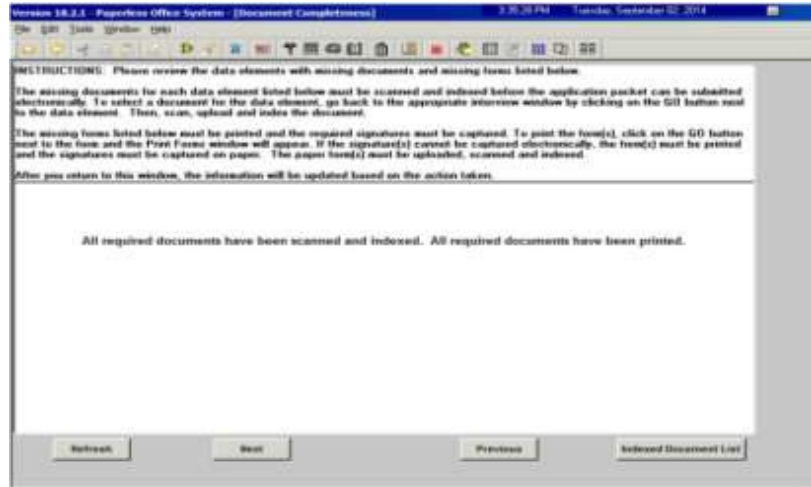 Version 18.2.1 - Paperless Office System - [Document Completeness] 3:35:28 PM Tuesday, September 02, 2014
File Edit Tools Window Help
INSTRUCTIONS: Please review the data elements with missing documents and missing forms listed below.
The missing documents for each data element listed below must be scanned and indexed before the application packet can be submitted
electronically. To select a document for the data element, go back to the appropriate interview window by clicking on the GO button next
to the data element. Then, scan, upload and index the document.
The missing forms listed below must be printed and the required signatures must be captured. To print the form(s), click on the GO button
next to the form and the Print Forms window will appear. If the signature(s) cannot be captured electronically, the form(s) must be printed
and the signatures must be captured on paper. The paper form(s) must be uploaded, scanned and indexed.
After you return to this window, the information will be updated based on the action taken.
All required documents have been scanned and indexed. All required documents have been printed.
Refresh Next Previous Indexed Document List